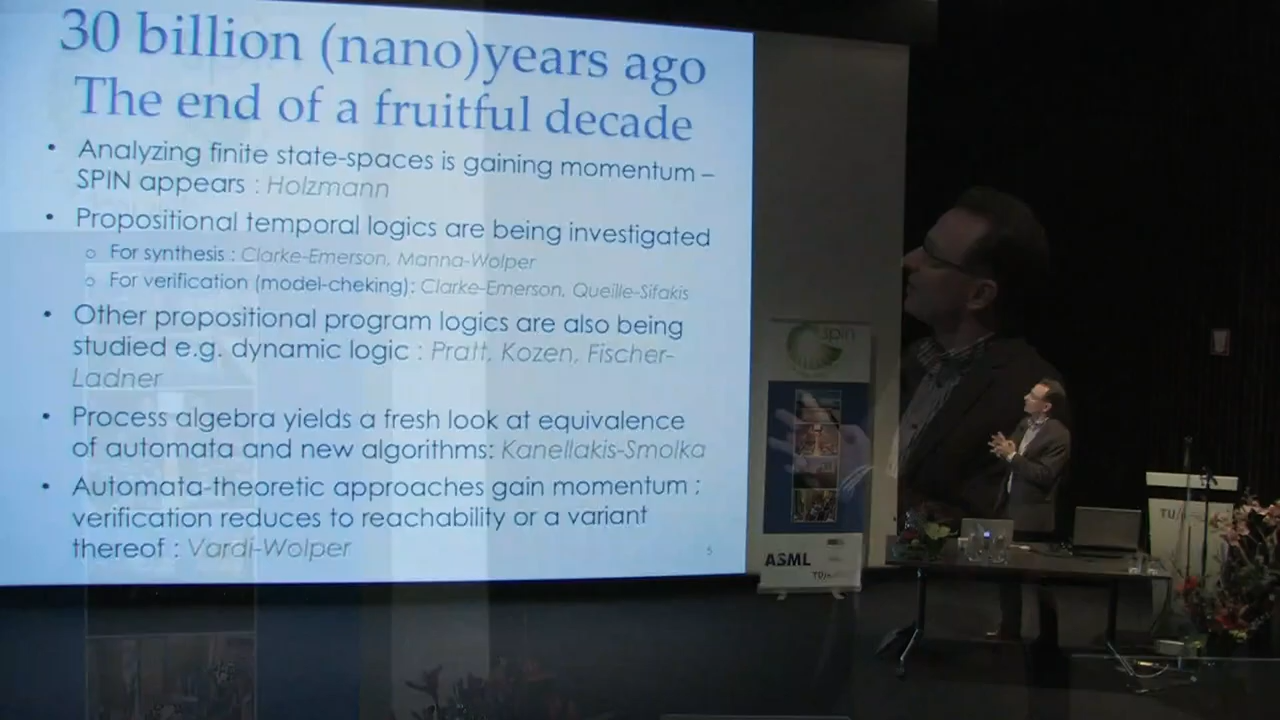 30 billion (nano)years ago
The end of a fruitful decade
• Analyzing finite state-spaces is gaining momentum –
SPIN appears : Holzmann
• Propositional temporal logics are being investigated
o For synthesis : Clarke-Emerson, Manna-Wolper
o For verification (model-cheking): Clarke-Emerson, Queille-Sifakis
• Other propositional program logics are also being
studied e.g. dynamic logic : Pratt, Kozen, Fischer-
Ladner
• Process algebra yields a fresh look at equivalence
of automata and new algorithms: Kanellakis-Smolka
• Automata-theoretic approaches gain momentum :
verification reduces to reachability or a variant
thereof : Vardi-Wolper
5
spin
ASML
TU/e
TU/e